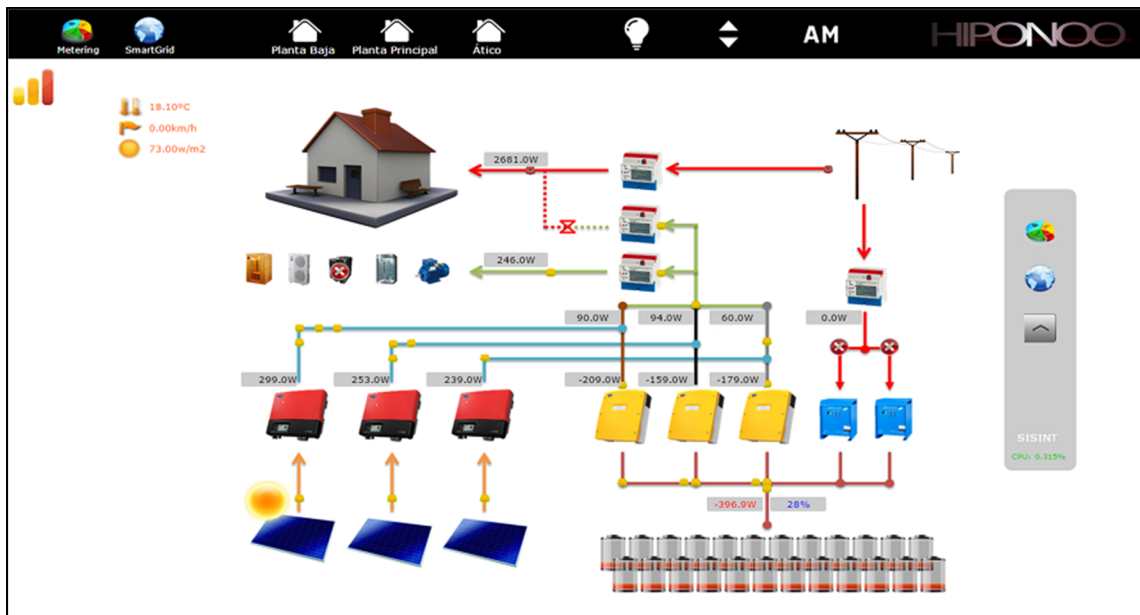 Metering
SmartGrid
Planta Baja
Planta Principal
Ático
AM
HIPONOO
18.10ºC
0.00km/h
73.00w/m2
2681.0W
246.0W
90.0W
94.0W
60.0W
0.0W
299.0W
253.0W
239.0W
-209.0W
-159.0W
-179.0W
SISINT
CPU: 0.315%
-396.9W
28%